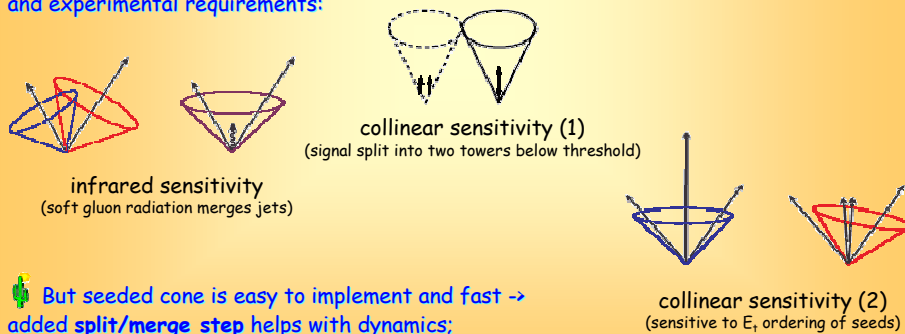 and experimental requirements:
collinear sensitivity (1)
(signal split into two towers below threshold)
infrared sensitivity
(soft gluon radiation merges jets)
But seeded cone is easy to implement and fast ->
added split/merge step helps with dynamics;
collinear sensitivity (2)
(sensitive to Et ordering of seeds)